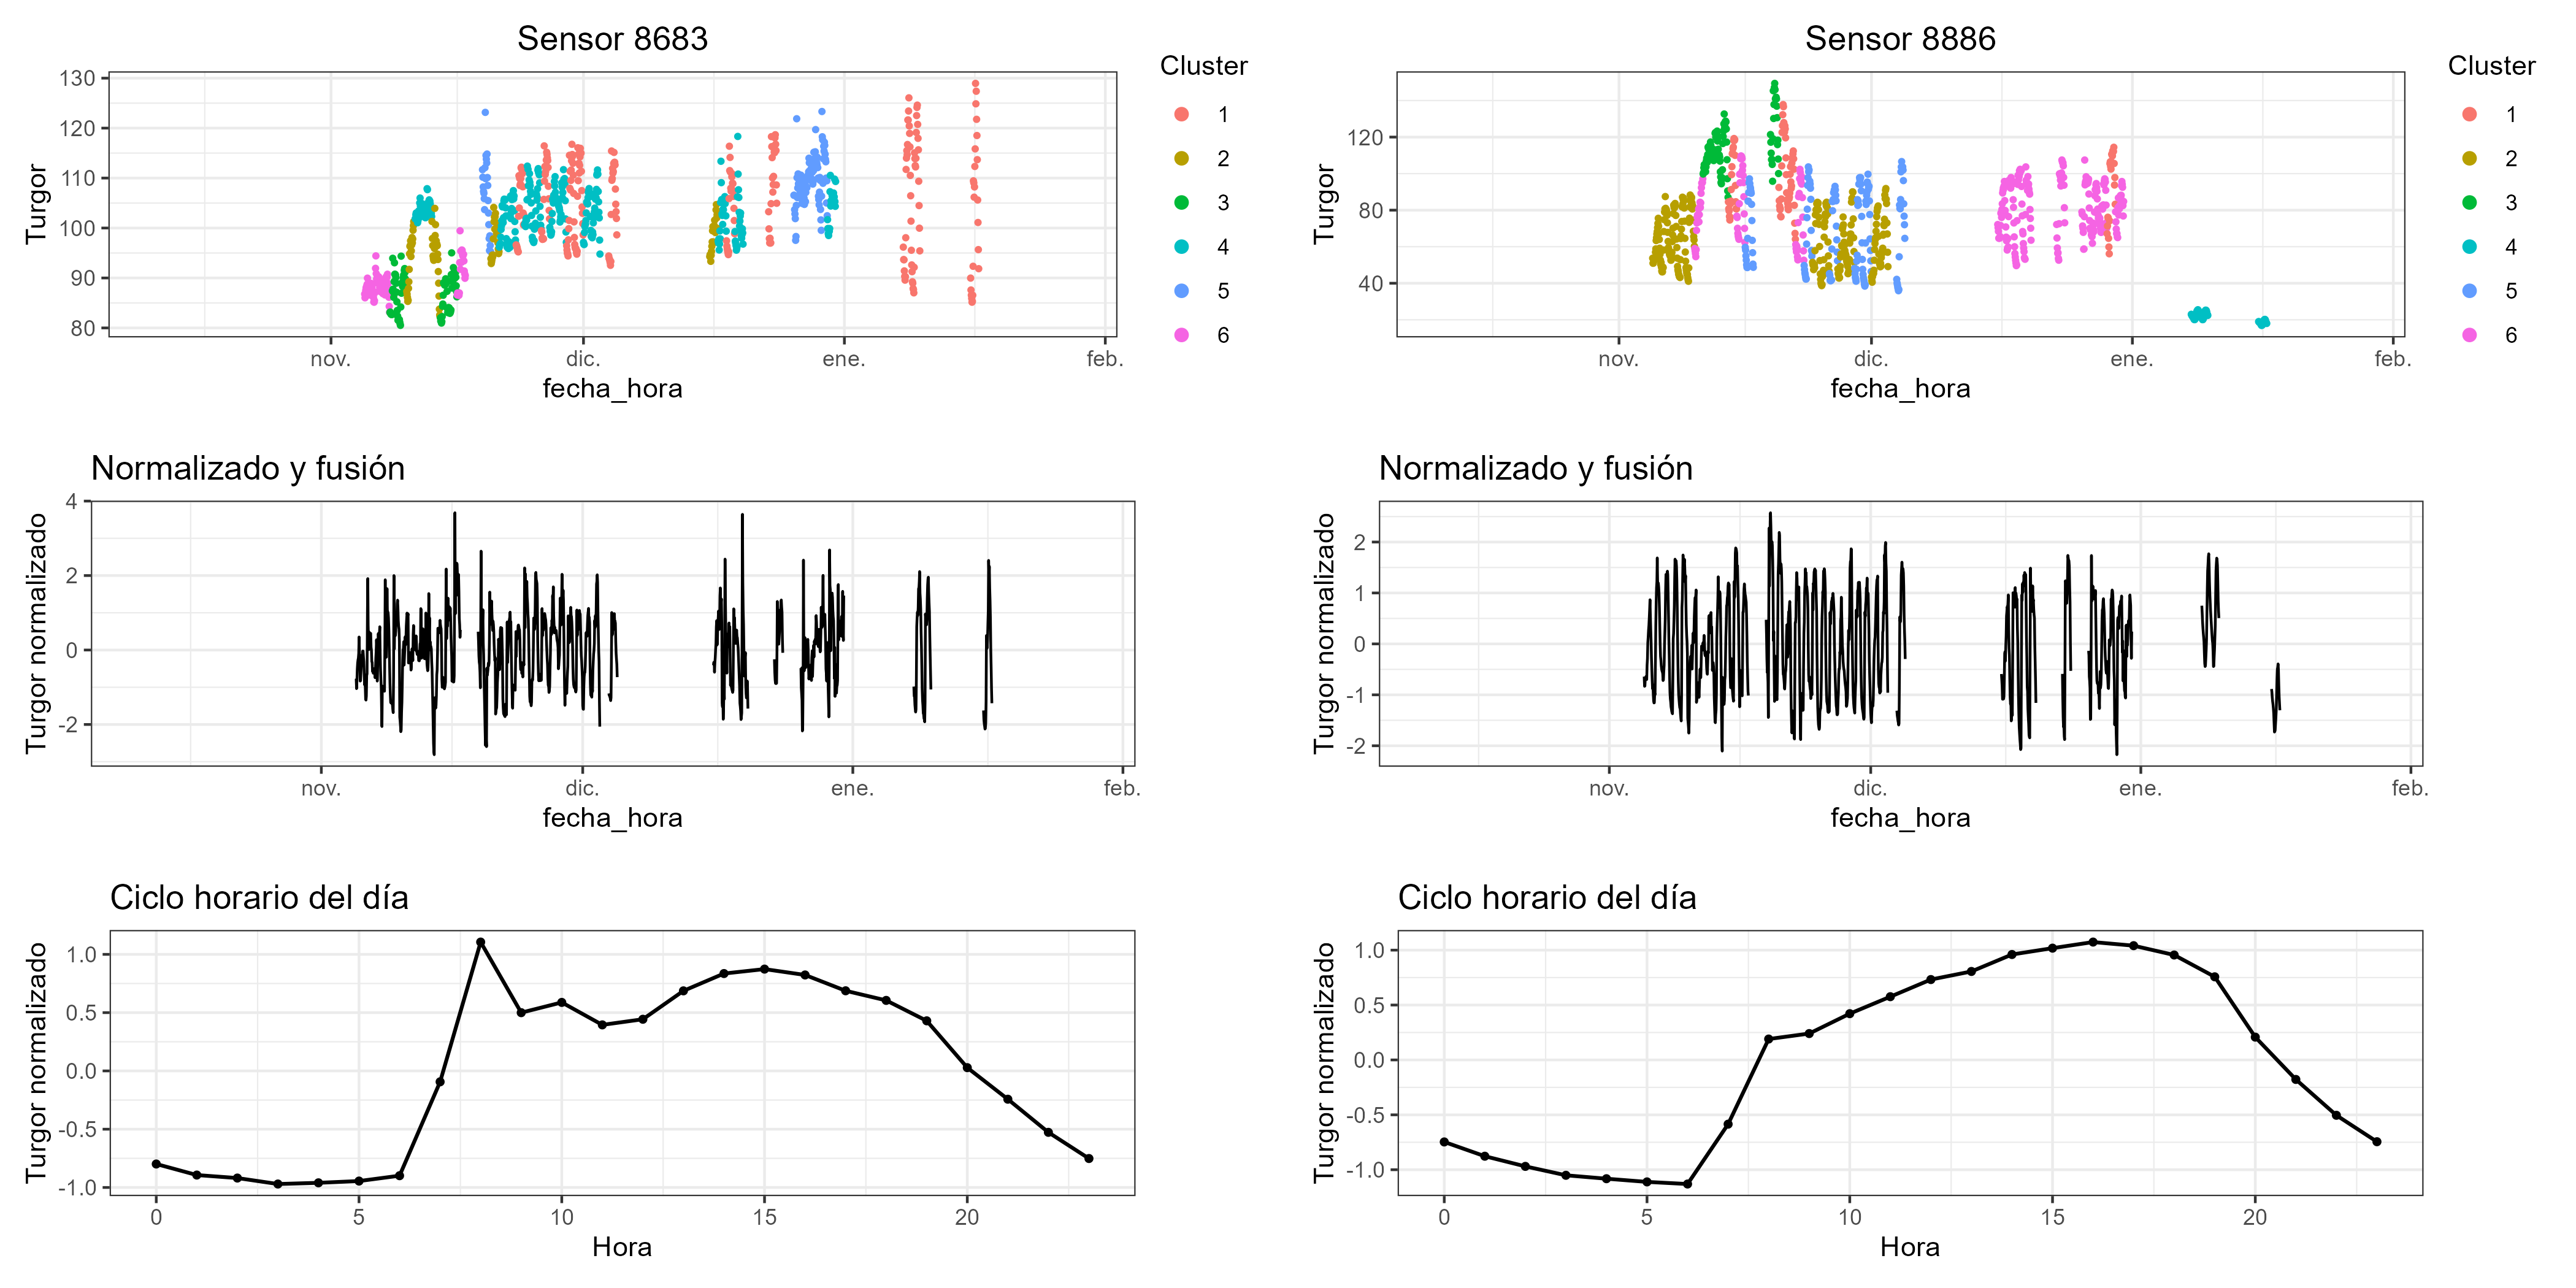 Sensor 8683
Turgor
130
120
110
100
90
80
nov.
dic.
ene.
feb.
fecha_hora
Cluster
1
2
3
4
5
6
Sensor 8886
Turgor
120
80
40
nov.
dic.
ene.
feb.
fecha_hora
Cluster
1
2
3
4
5
6
Normalizado y fusión
Turgor normalizado
4
2
0
-2
nov.
dic.
ene.
feb.
fecha_hora
Normalizado y fusión
Turgor normalizado
2
1
0
-1
-2
nov.
dic.
ene.
feb.
fecha_hora
Ciclo horario del día
Turgor normalizado
1.0
0.5
0.0
-0.5
-1.0
0
5
10
15
20
Hora
Ciclo horario del día
Turgor normalizado
1.0
0.5
0.0
-0.5
-1.0
0
5
10
15
20
Hora